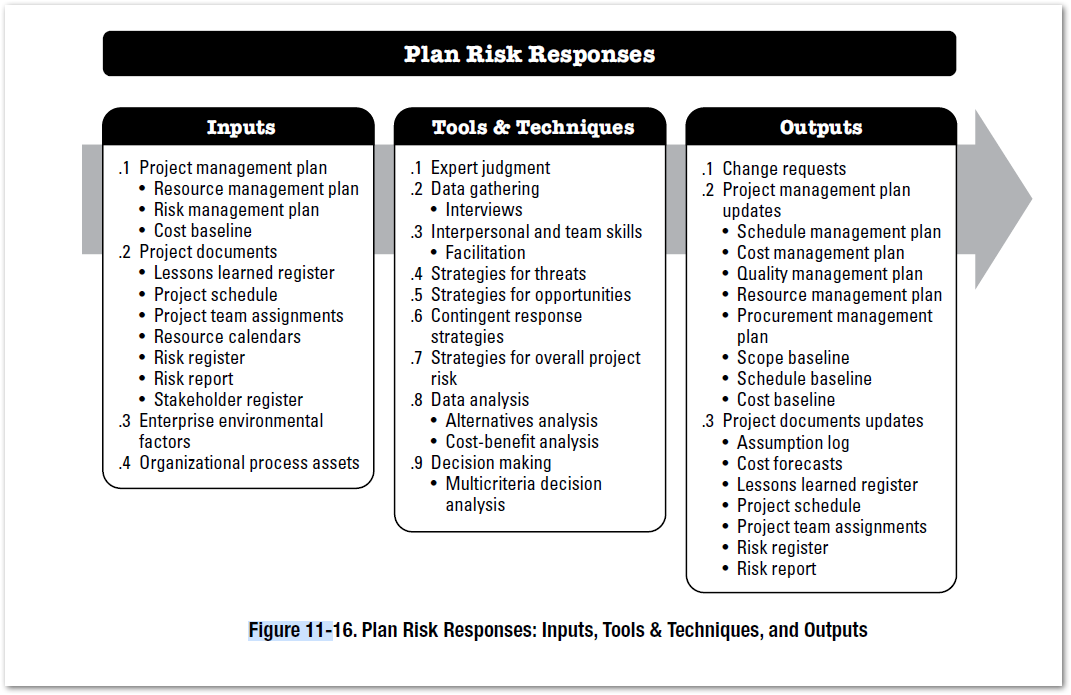 Plan Risk Responses
Inputs
.1 Project management plan
• Resource management plan
• Risk management plan
• Cost baseline
.2 Project documents
• Lessons learned register
• Project schedule
• Project team assignments
• Resource calendars
• Risk register
• Risk report
• Stakeholder register
.3 Enterprise environmental
factors
.4 Organizational process assets
Tools & Techniques
.1 Expert judgment
.2 Data gathering
• Interviews
.3 Interpersonal and team skills
• Facilitation
.4 Strategies for threats
.5 Strategies for opportunities
.6 Contingent response
strategies
.7 Strategies for overall project
risk
.8 Data analysis
• Alternatives analysis
• Cost-benefit analysis
.9 Decision making
• Multicriteria decision
analysis
Outputs
.1 Change requests
.2 Project management plan
updates
• Schedule management plan
• Cost management plan
• Quality management plan
• Resource management plan
• Procurement management
plan
• Scope baseline
• Schedule baseline
• Cost baseline
.3 Project documents updates
• Assumption log
• Cost forecasts
• Lessons learned register
• Project schedule
• Project team assignments
• Risk register
• Risk report
Figure 11-16. Plan Risk Responses: Inputs, Tools & Techniques, and Outputs